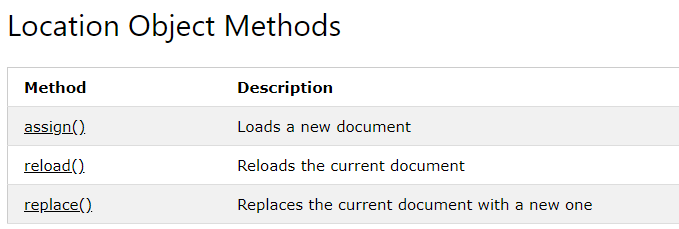 Location Object Methods
Method Description
assign() Loads a new document
reload() Reloads the current document
replace() Replaces the current document with a new one